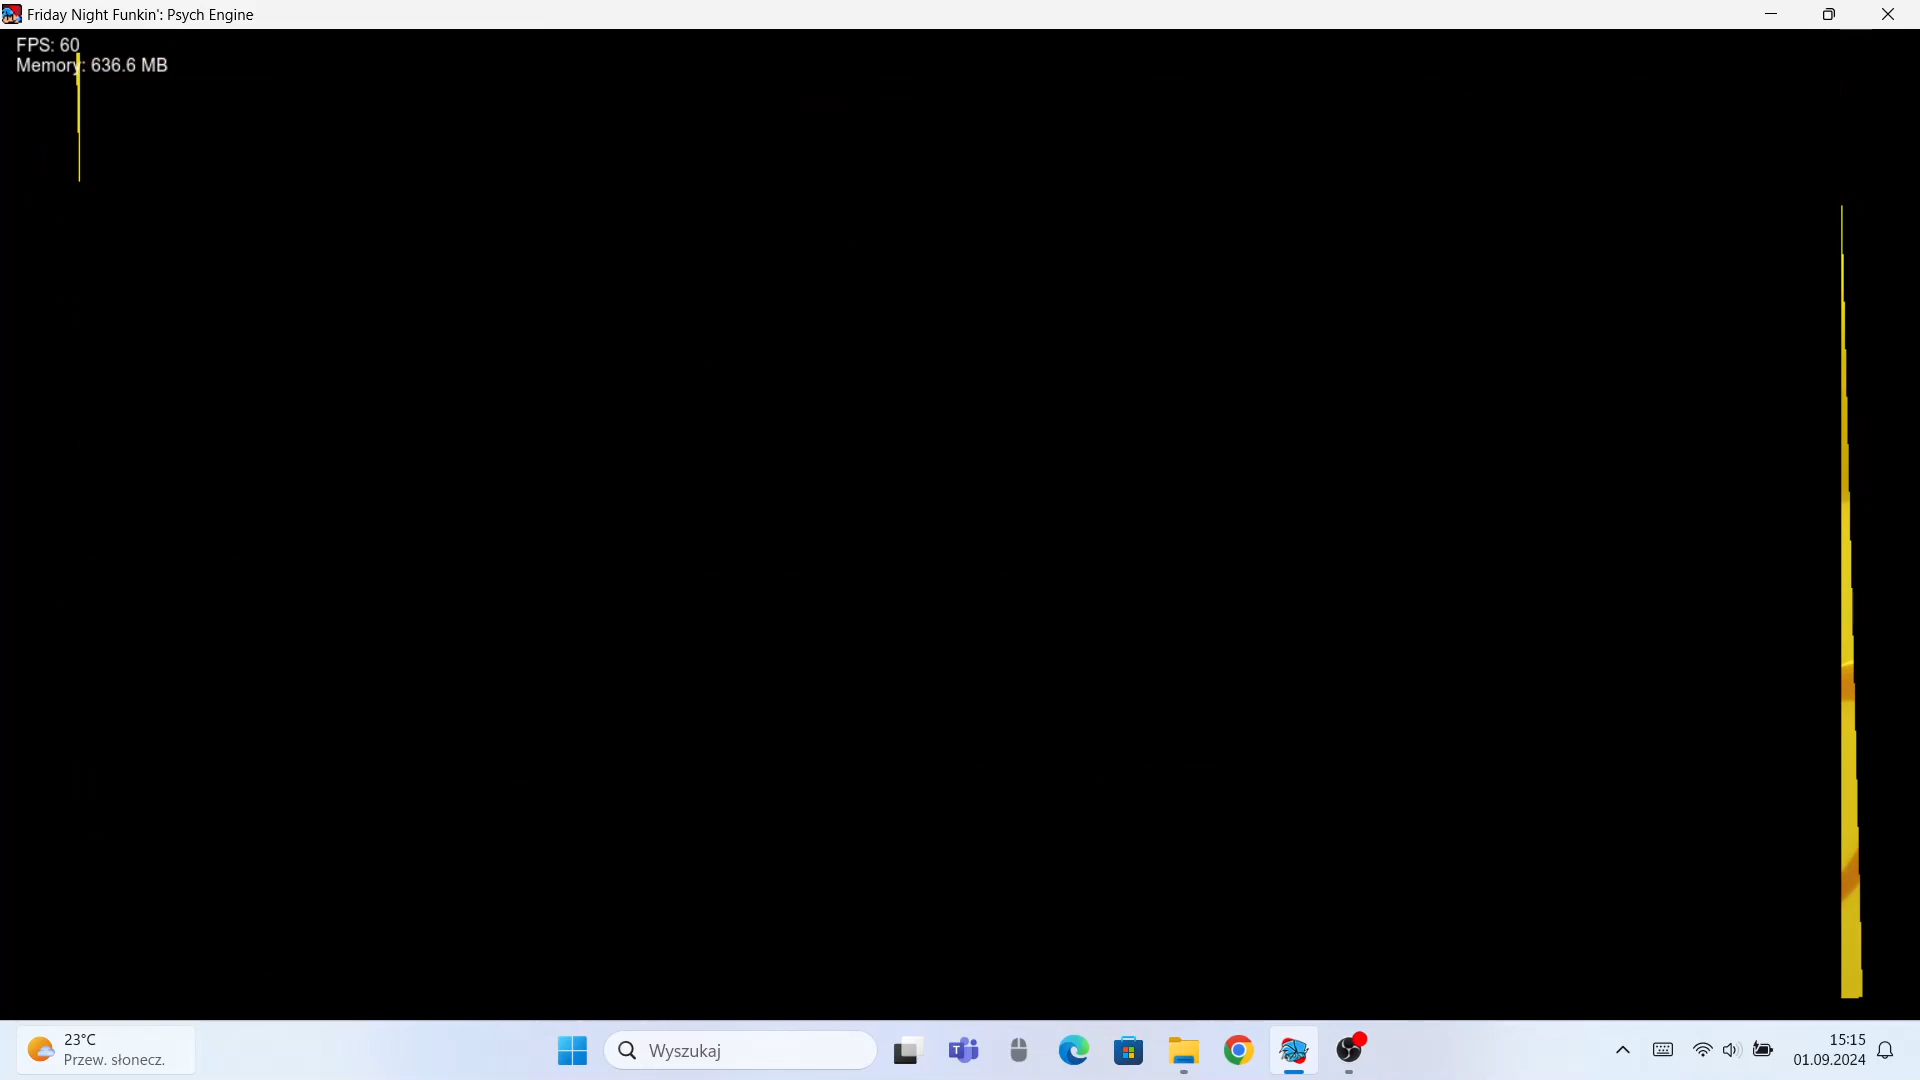 Friday Night Funkin': Psych Engine
FPS: 60
Memory: 636.6 MB
23°C
Przew. słonecz.
Wyszukaj
15:15
01.09.2024